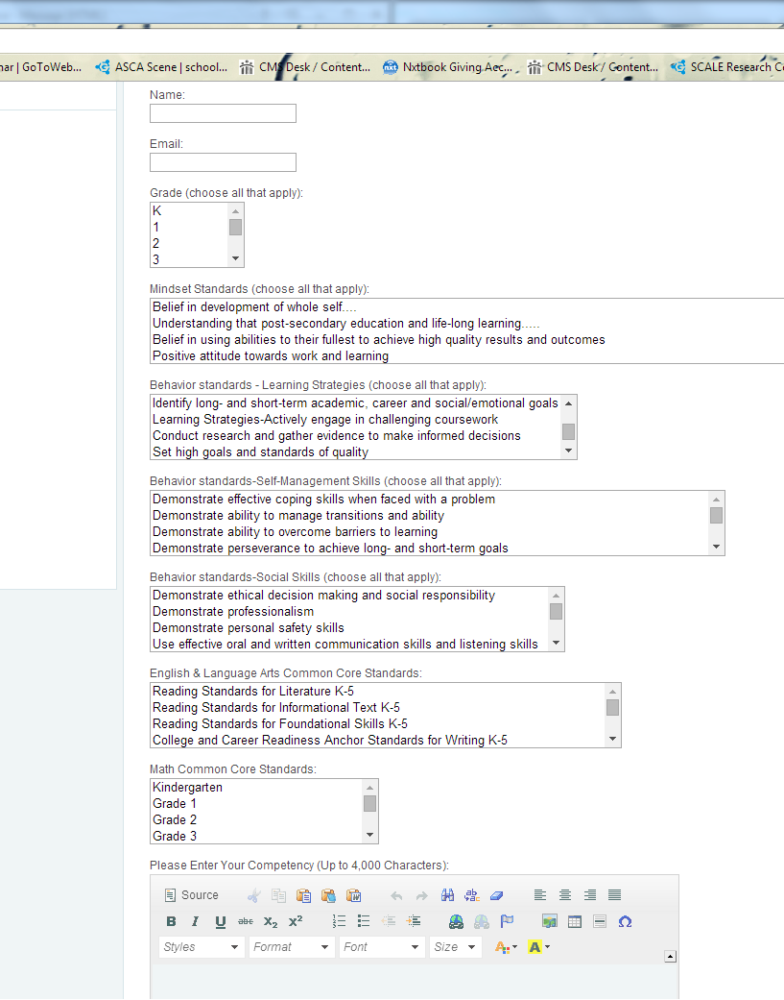 nar | GoToWeb... ASCA Scene | school... CMS Desk / Content... Nxtbook Giving Acc... CMS Desk / Content... SCALE Research C
Name:
Email:
Grade (choose all that apply):
K
1
2
3
Mindset Standards (choose all that apply):
Belief in development of whole self....
Understanding that post-secondary education and life-long learning.....
Belief in using abilities to their fullest to achieve high quality results and outcomes
Positive attitude towards work and learning
Behavior standards - Learning Strategies (choose all that apply):
Identify long- and short-term academic, career and social/emotional goals
Learning Strategies-Actively engage in challenging coursework
Conduct research and gather evidence to make informed decisions
Set high goals and standards of quality
Behavior standards-Self-Management Skills (choose all that apply):
Demonstrate effective coping skills when faced with a problem
Demonstrate ability to manage transitions and ability
Demonstrate ability to overcome barriers to learning
Demonstrate perseverance to achieve long- and short-term goals
Behavior standards-Social Skills (choose all that apply):
Demonstrate ethical decision making and social responsibility
Demonstrate professionalism
Demonstrate personal safety skills
Use effective oral and written communication skills and listening skills
English & Language Arts Common Core Standards:
Reading Standards for Literature K-5
Reading Standards for Informational Text K-5
Reading Standards for Foundational Skills K-5
College and Career Readiness Anchor Standards for Writing K-5
Math Common Core Standards:
Kindergarten
Grade 1
Grade 2
Grade 3
Please Enter Your Competency (Up to 4,000 Characters):
Source
B I U abc X₂ X²
Styles Format Font Size A A